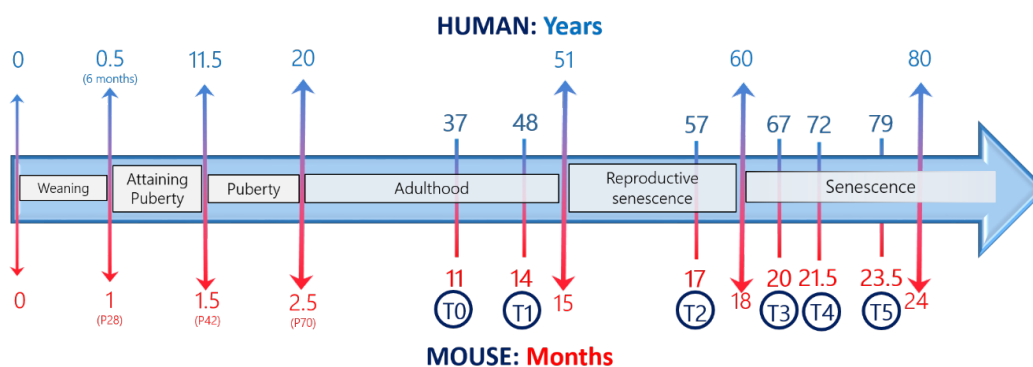 HUMAN: Years
0 0.5 11.5 20 51 60 80
(6 months)
37 48 57 67 72 79
Weaning Attaining Puberty Puberty Adulthood Reproductive senescence Senescence
0 1 1.5 2.5 11 14 15 17 18 20 21.5 23.5 24
(P28) (P42) (P70)
T0 T1 T2 T3 T4 T5
MOUSE: Months